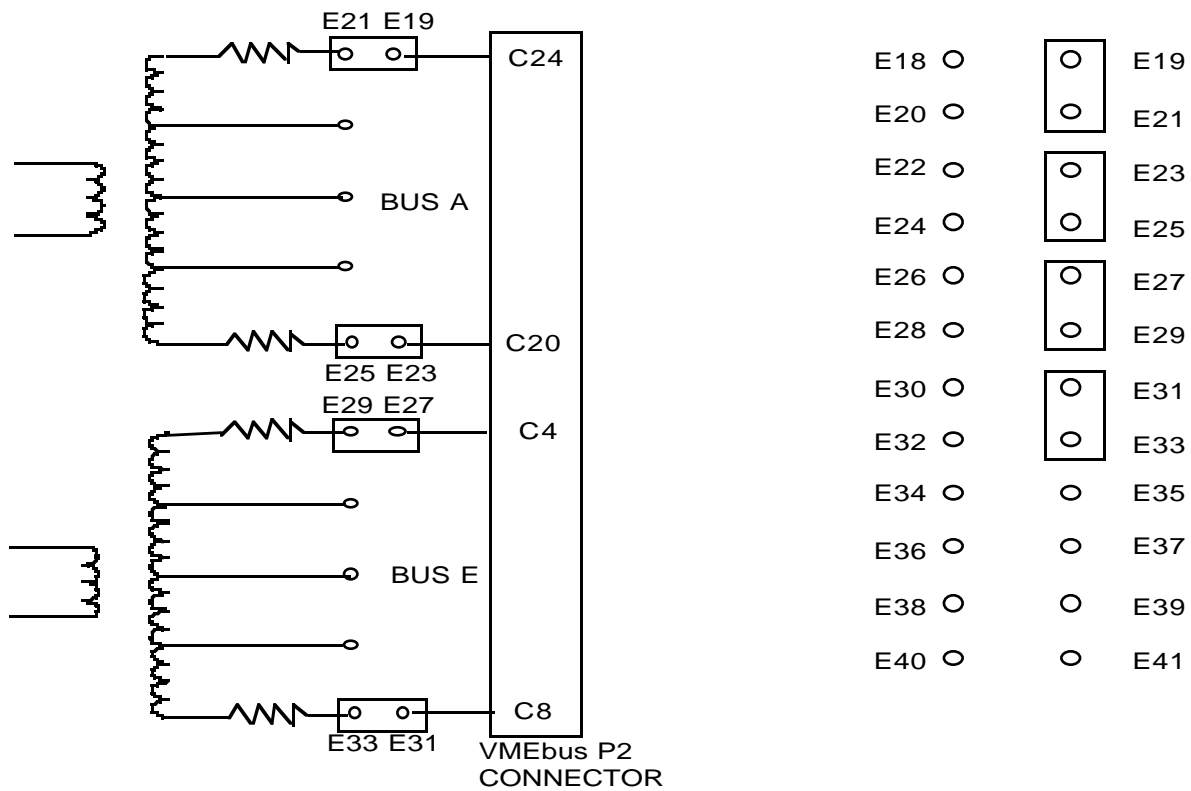 E21 E19
C24
BUS A
C20
E25 E23
E29 E27
C4
BUS E
C8
E33 E31
VMEbus P2
CONNECTOR
E18 E19
E20 E21
E22 E23
E24 E25
E26 E27
E28 E29
E30 E31
E32 E33
E34 E35
E36 E37
E38 E39
E40 E41